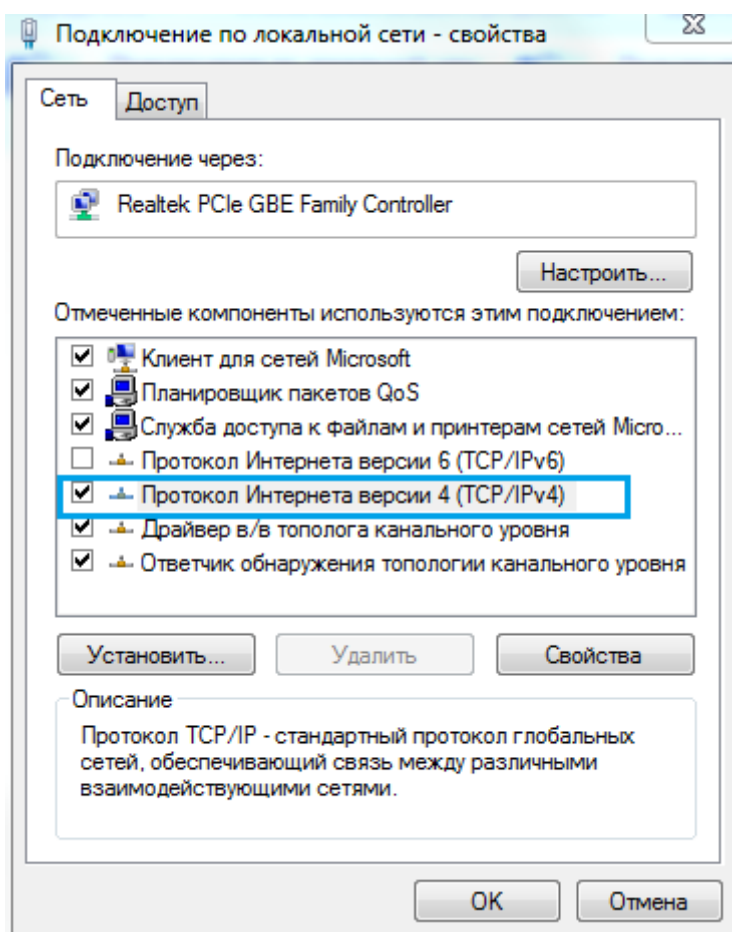 Подключение по локальной сети - свойства
Сеть
Доступ
Подключение через:
Realtek PCIe GBE Family Controller
Настроить...
Отмеченные компоненты используются этим подключением:
Клиент для сетей Microsoft
Планировщик пакетов QoS
Служба доступа к файлам и принтерам сетей Micro...
Протокол Интернета версии 6 (TCP/IPv6)
Протокол Интернета версии 4 (TCP/IPv4)
Драйвер в/в тополога канального уровня
Ответчик обнаружения топологии канального уровня
Установить...
Удалить
Свойства
Описание
Протокол TCP/IP - стандартный протокол глобальных
сетей, обеспечивающий связь между различными
взаимодействующими сетями.
OK
Отмена